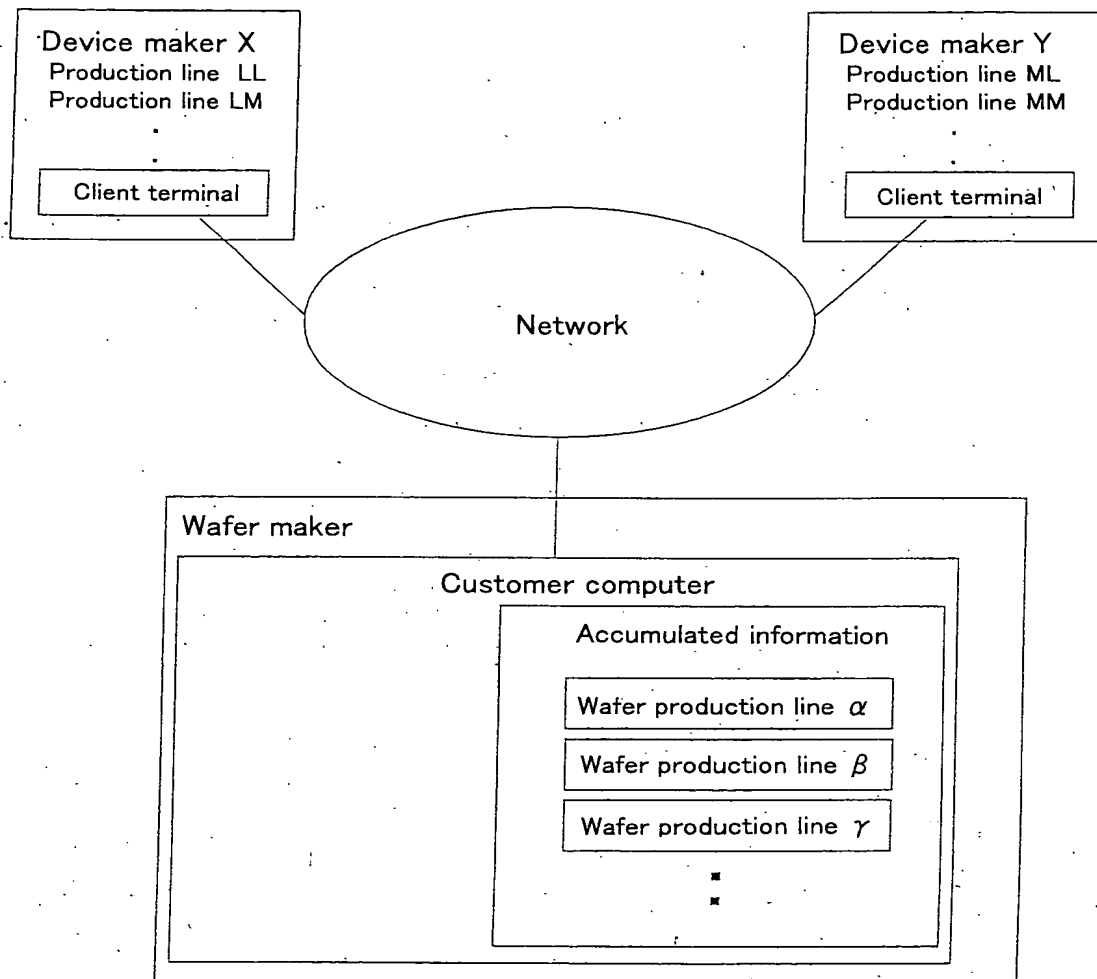 Device maker X
Production line LL
Production line LM
Client terminal
Device maker Y
Production line ML
Production line MM
Client terminal
Network
Wafer maker
Customer computer
Accumulated information
Wafer production line α
Wafer production line β
Wafer production line γ